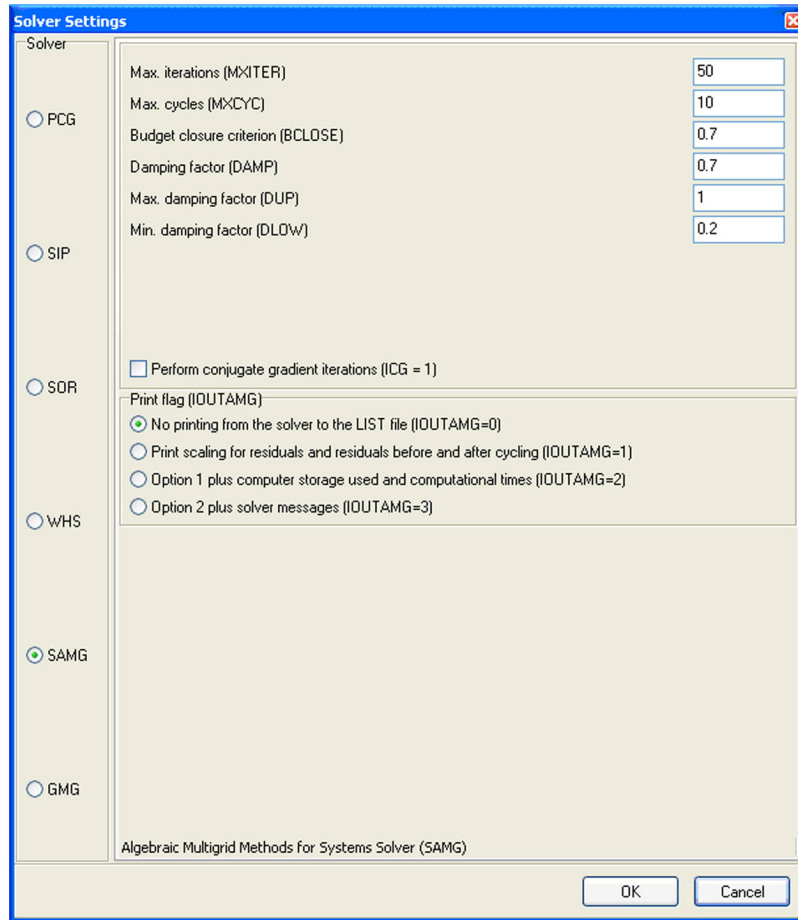 Solver Settings
Solver
PCG
SIP
SOR
WHS
SAMG
GMG
Max. iterations (MXITER) 50
Max. cycles (MXCYC) 10
Budget closure criterion (BCLOSE) 0.7
Damping factor (DAMP) 0.7
Max. damping factor (DUP) 1
Min. damping factor (DLOW) 0.2
Perform conjugate gradient iterations (ICG = 1)
Print flag (IOUTAMG)
No printing from the solver to the LIST file (IOUTAMG=0)
Print scaling for residuals and residuals before and after cycling (IOUTAMG=1)
Option 1 plus computer storage used and computational times (IOUTAMG=2)
Option 2 plus solver messages (IOUTAMG=3)
Algebraic Multigrid Methods for Systems Solver (SAMG)
OK Cancel